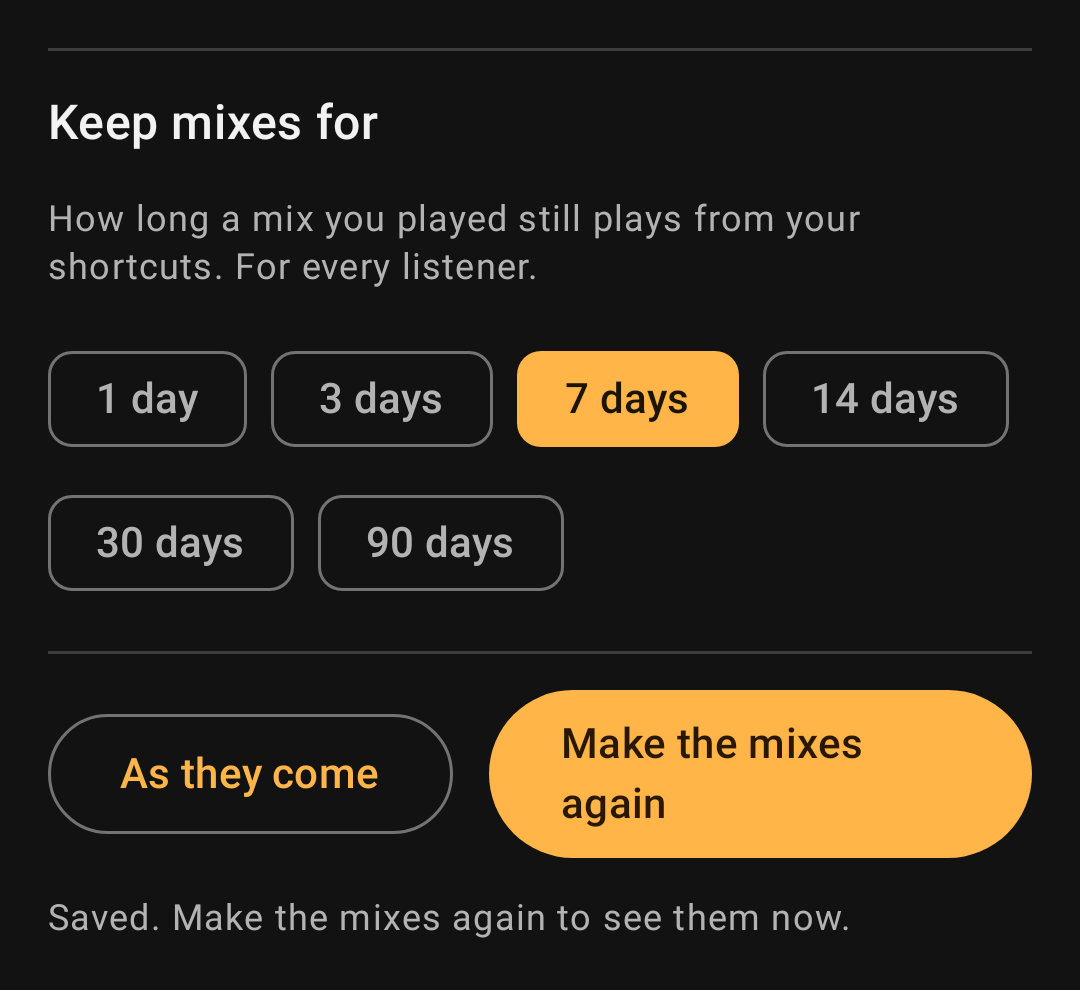 Keep mixes for
How long a mix you played still plays from your
shortcuts. For every listener.
1 day
3 days
7 days
14 days
30 days
90 days
As they come
Make the mixes
again
Saved. Make the mixes again to see them now.